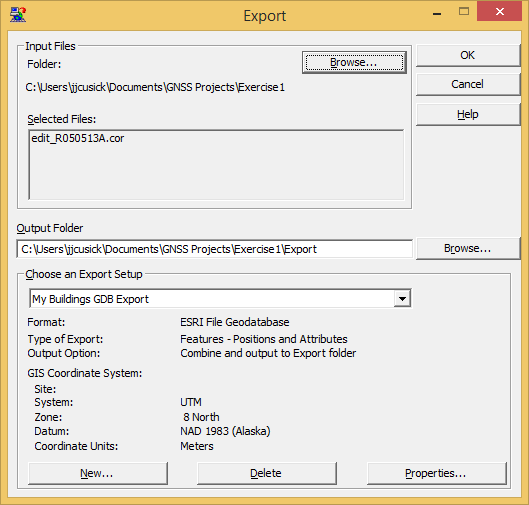 Export
Input Files
Folder:
Browse...
C:\Users\jjcusick\Documents\GNSS Projects\Exercise1
Selected Files:
edit_R050513A.cor
OK
Cancel
Help
Output Folder
C:\Users\jjcusick\Documents\GNSS Projects\Exercise1\Export
Browse...
Choose an Export Setup
My Buildings GDB Export
Format: ESRI File Geodatabase
Type of Export: Features - Positions and Attributes
Output Option: Combine and output to Export folder
GIS Coordinate System:
Site:
System: UTM
Zone: 8 North
Datum: NAD 1983 (Alaska)
Coordinate Units: Meters
New... Delete Properties...